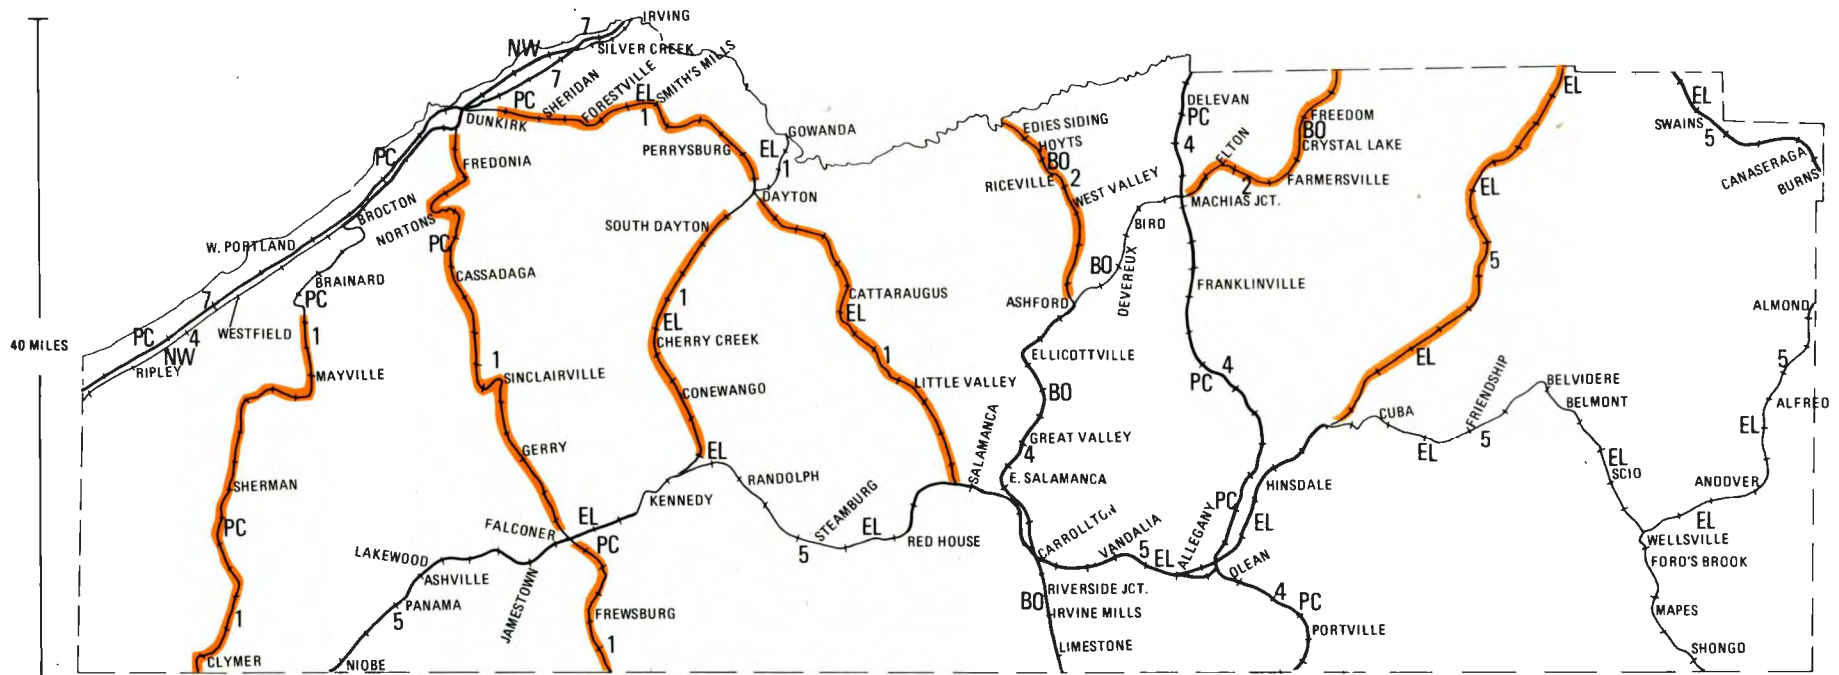 IRVING
7
NW
SILVER CREEK
7
PC
SHERIDAN
FORESTVILLE
EL
SMITH'S MILLS
1
DUNKIRK
GOWANDA
EL
1
PERRYSBURG
DAYTON
SOUTH DAYTON
PC
FREDONIA
BROCTON
NORTONS
PC
W. PORTLAND
BRAINARD
PC
7
WESTFIELD
PC
4
NW
RIPLEY
40 MILES
1
MAYVILLE
SHERMAN
PC
1
CLYMER
CASSADAGA
1
SINCLAIRVILLE
GERRY
FALCONER
EL
PC
KENNEDY
LAKEWOOD
ASHVILLE
PANAMA
5
JAMESTOWN
NIOBE
FREWSBURG
1
1
EL
CHERRY CREEK
CONEWANGO
EL
RANDOLPH
STEAMBURG
5
EL
RED HOUSE
CATTARAUGUS
EL
1
LITTLE VALLEY
SALAMANCA
EDIES SIDING
HOYTS
BO
RICEVILLE
2
WEST VALLEY
ASHFORD
BO
DEVEREUX
BIRD
ELLICOTTVILLE
BO
GREAT VALLEY
4
E. SALAMANCA
CARROLLTON
VANDALIA
5
EL
ALLEGANY
RIVERSIDE JCT.
BO
IRVINE MILLS
LIMESTONE
DELEVAN
PC
4
ELTON
2
MACHIAS JCT.
FREEDOM
BO
CRYSTAL LAKE
FARMERSVILLE
FRANKLINVILLE
4
PC
PC
EL
HINSDALE
OLEAN
4
PC
PORTVILLE
EL
EL
5
EL
CUBA
EL
FRIENDSHIP
5
BELVIDERE
BELMONT
EL
SCIO
EL
SWAINS
5
CANASERAGA
BURNS
ALMOND
5
ALFRED
EL
ANDOVER
EL
WELLSVILLE
FORD'S BROOK
MAPES
SHONGO